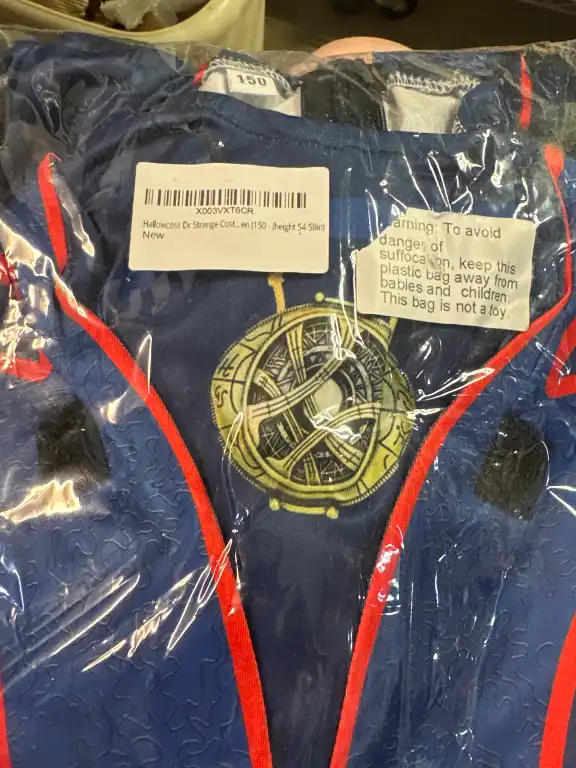 150
X003VXT6CR
Hallowcoss Dr Strange Cost...en (150 - (height 54-58in)
New
arning: To avoid
danger of
suffocation, keep this
plastic bag away from
babies and children.
This bag is not a toy.